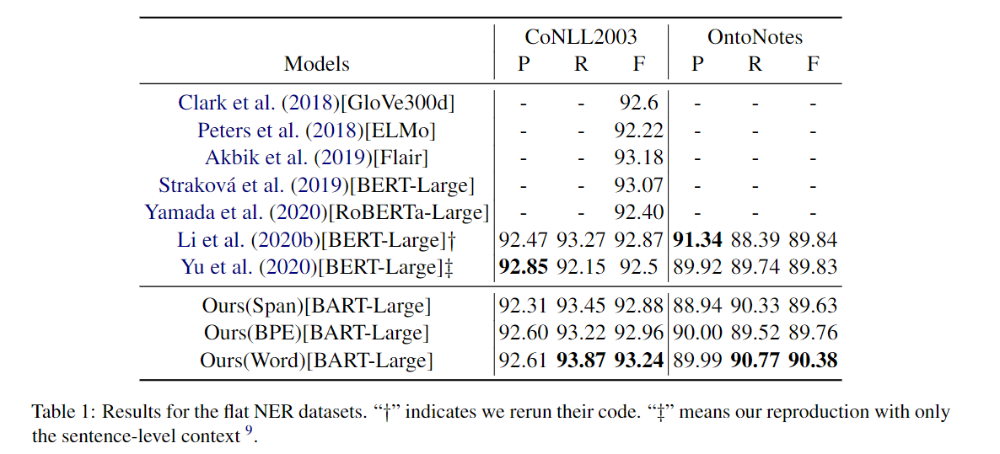 CoNLL2003 OntoNotes
Models P R F P R F
Clark et al. (2018)[GloVe300d] - - 92.6 - - -
Peters et al. (2018)[ELMo] - - 92.22 - - -
Akbik et al. (2019)[Flair] - - 93.18 - - -
Straková et al. (2019)[BERT-Large] - - 93.07 - - -
Yamada et al. (2020)[RoBERTa-Large] - - 92.40 - - -
Li et al. (2020b)[BERT-Large]† 92.47 93.27 92.87 91.34 88.39 89.84
Yu et al. (2020)[BERT-Large]‡ 92.85 92.15 92.5 89.92 89.74 89.83
Ours(Span)[BART-Large] 92.31 93.45 92.88 88.94 90.33 89.63
Ours(BPE)[BART-Large] 92.60 93.22 92.96 90.00 89.52 89.76
Ours(Word)[BART-Large] 92.61 93.87 93.24 89.99 90.77 90.38
Table 1: Results for the flat NER datasets. “†” indicates we rerun their code. “‡” means our reproduction with only
the sentence-level context 9.